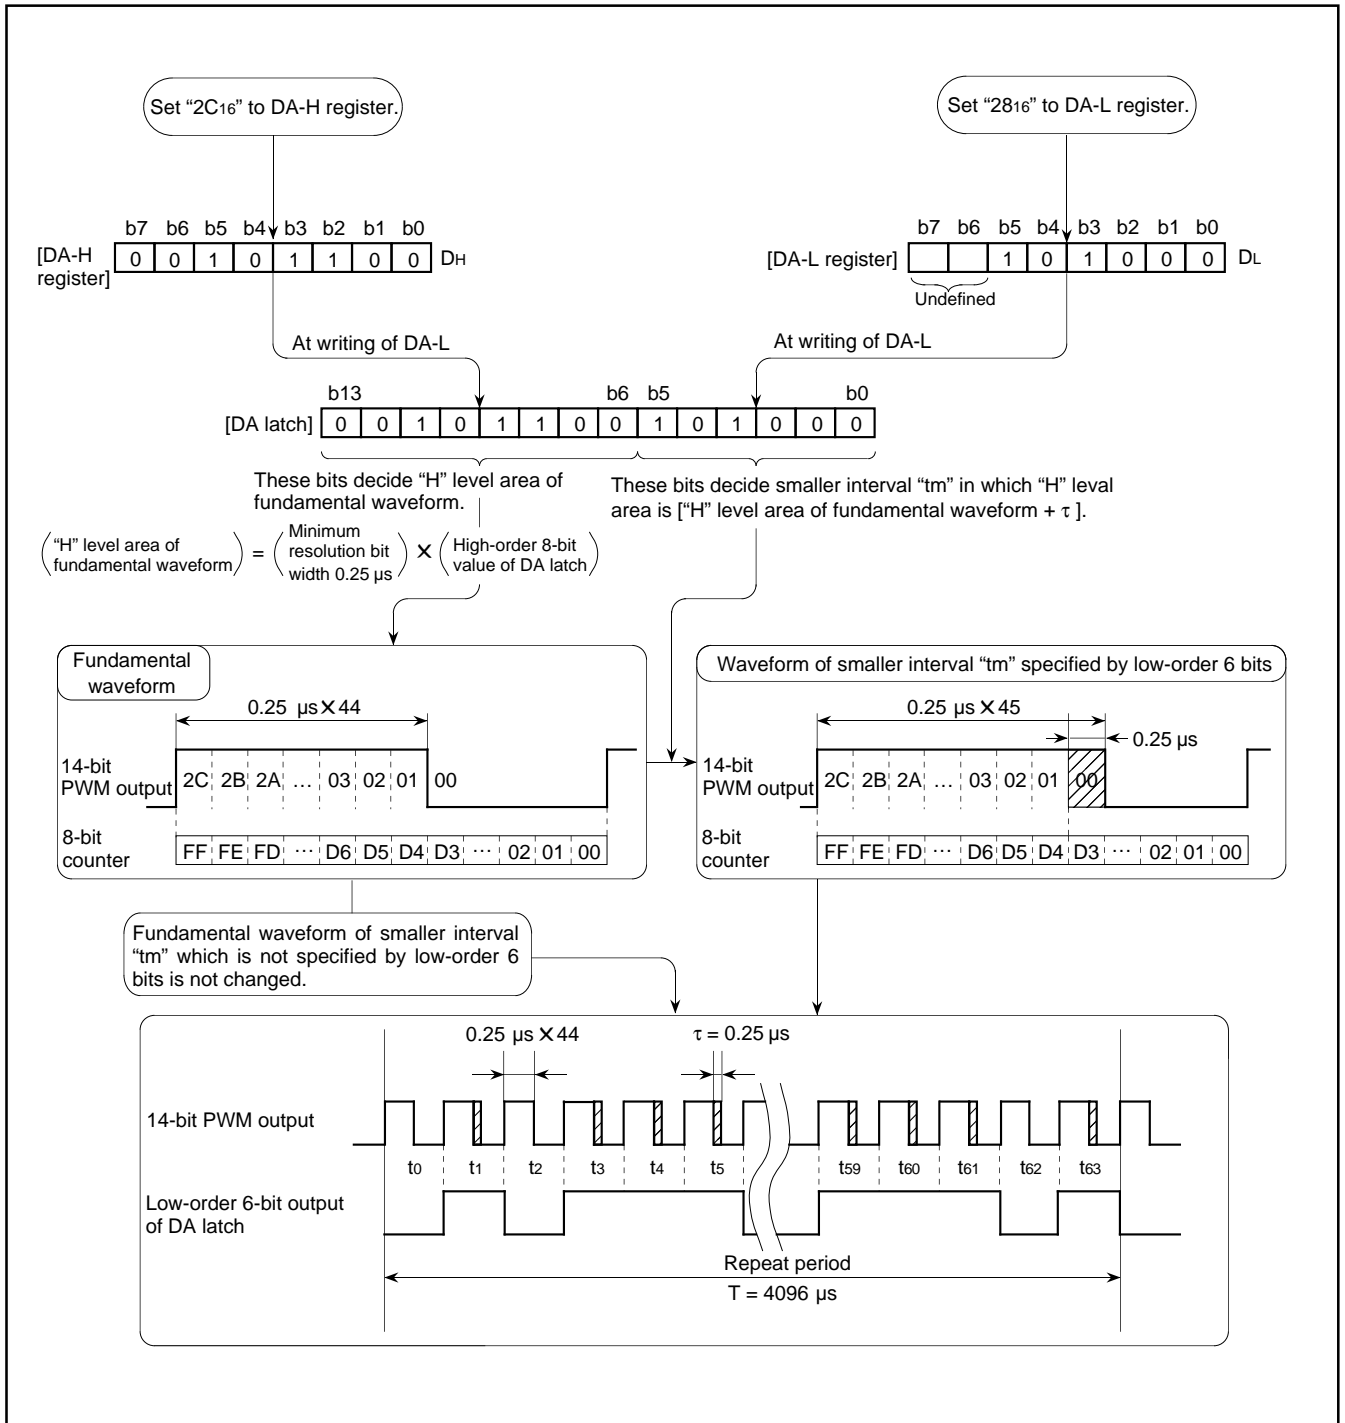 Set “2C16” to DA-H register.
Set “2816” to DA-L register.
b7 b6 b5 b4 b3 b2 b1 b0
[DA-H
register]
0 0 1 0 1 1 0 0
DH
b7 b6 b5 b4 b3 b2 b1 b0
[DA-L register]
1 0 1 0 0 0
DL
Undefined
At writing of DA-L
At writing of DA-L
b13 b6 b5 b0
[DA latch] 0 0 1 0 1 1 0 0 1 0 1 0 0 0
These bits decide “H” level area of
fundamental waveform.
These bits decide smaller interval “tm” in which “H” leval
area is [“H” level area of fundamental waveform + τ ].
(“H” level area of
fundamental waveform)
=
(Minimum
resolution bit
width 0.25 µs)
×
(High-order 8-bit
value of DA latch)
Fundamental
waveform
0.25 µs×44
14-bit
PWM output
2C 2B 2A … 03 02 01 00
8-bit
counter
FF FE FD … D6 D5 D4 D3 … 02 01 00
Waveform of smaller interval “tm” specified by low-order 6 bits
0.25 µs×45
0.25 µs
14-bit
PWM output
2C 2B 2A … 03 02 01 00
8-bit
counter
FF FE FD … D6 D5 D4 D3 … 02 01 00
Fundamental waveform of smaller interval
“tm” which is not specified by low-order 6
bits is not changed.
0.25 µs×44
τ = 0.25 µs
14-bit PWM output
t0 t1 t2 t3 t4 t5 t59 t60 t61 t62 t63
Low-order 6-bit output
of DA latch
Repeat period
T = 4096 µs